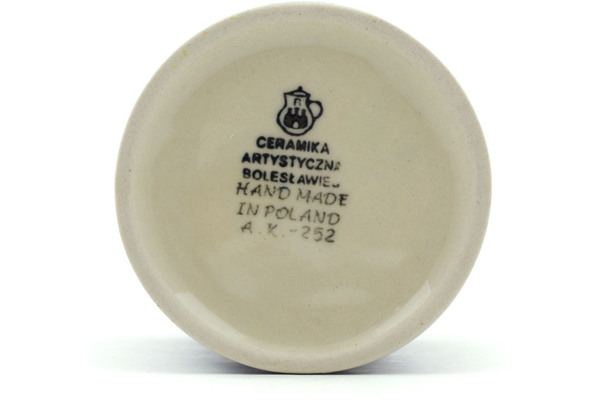 CERAMIKA
ARTYSTYCZNA
BOLESŁAWIEC
HAND MADE
IN POLAND
A.K.-252